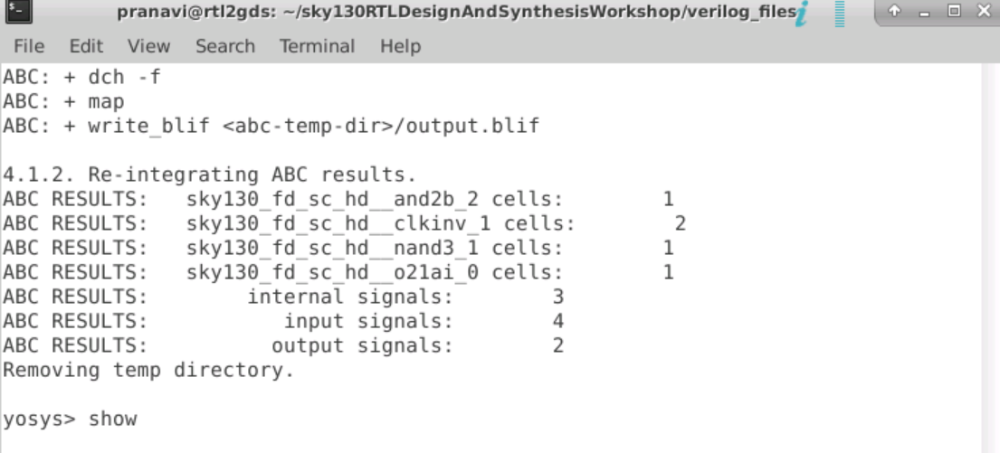 pranavi@rtl2gds: ~/sky130RTLDesignAndSynthesisWorkshop/verilog_files
File Edit View Search Terminal Help
ABC: + dch -f
ABC: + map
ABC: + write_blif <abc-temp-dir>/output.blif
4.1.2. Re-integrating ABC results.
ABC RESULTS:   sky130_fd_sc_hd__and2b_2 cells:        1
ABC RESULTS:   sky130_fd_sc_hd__clkinv_1 cells:        2
ABC RESULTS:   sky130_fd_sc_hd__nand3_1 cells:        1
ABC RESULTS:   sky130_fd_sc_hd__o21ai_0 cells:        1
ABC RESULTS:        internal signals:        3
ABC RESULTS:           input signals:        4
ABC RESULTS:          output signals:        2
Removing temp directory.
yosys> show